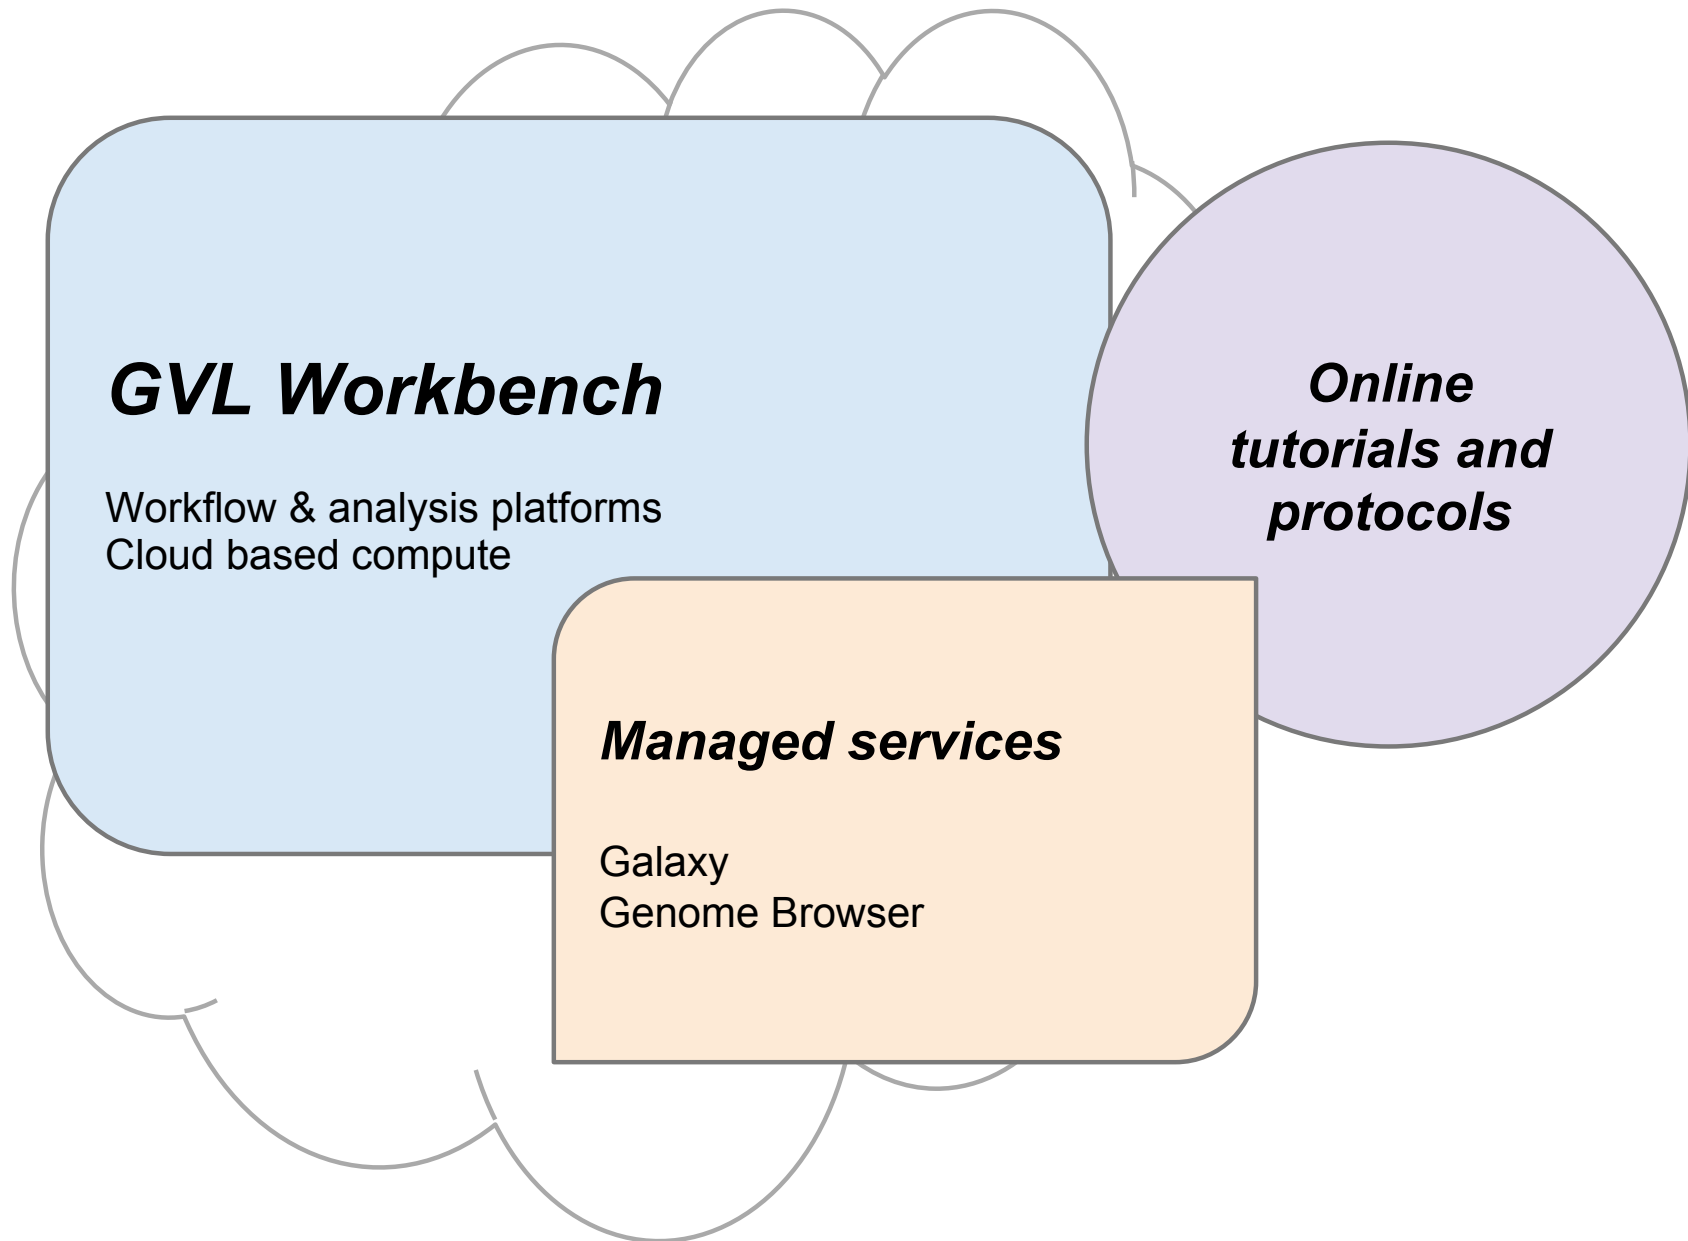 GVL Workbench
Workflow & analysis platforms
Cloud based compute
Online
tutorials and
protocols
Managed services
Galaxy
Genome Browser